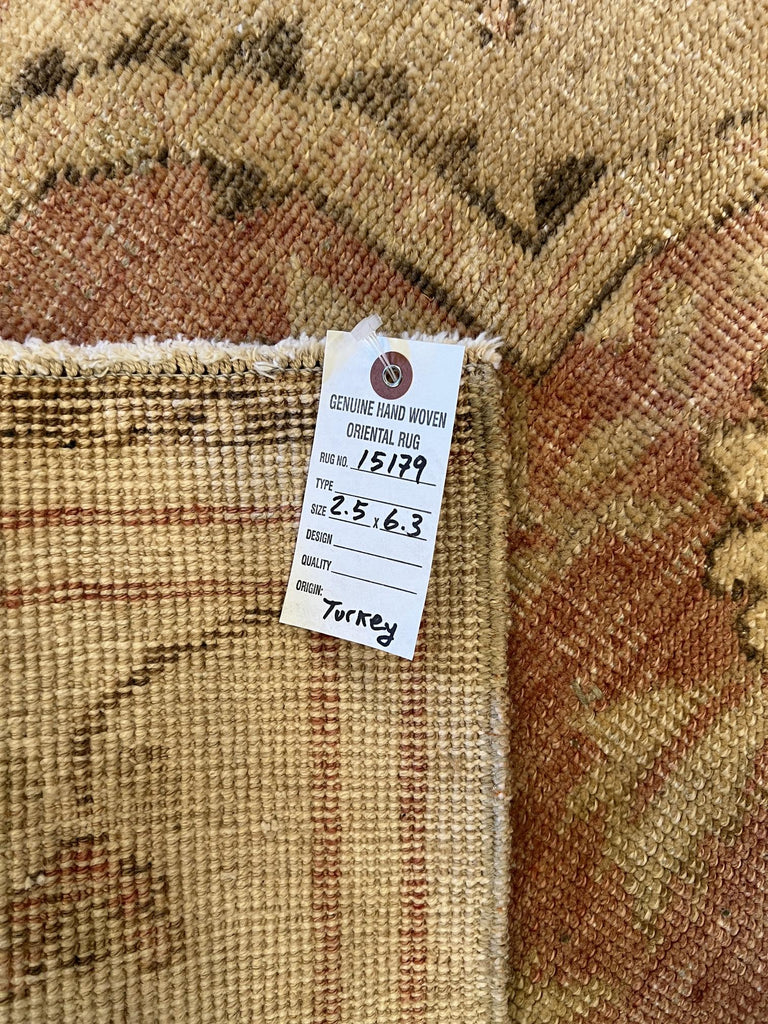 GENUINE HAND WOVEN
ORIENTAL RUG
RUG NO. 15179
TYPE
SIZE 2.5 x 6.3
DESIGN
QUALITY
ORIGIN:
Turkey